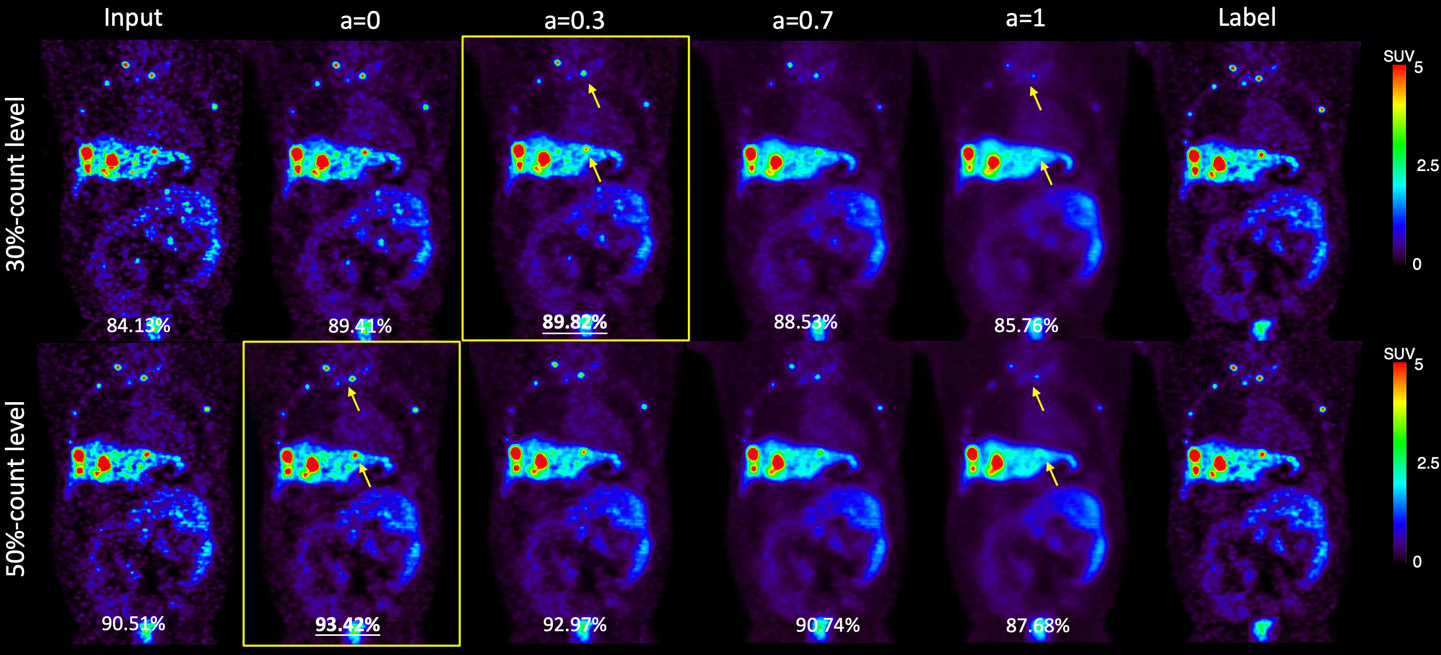 Input a=0 a=0.3 a=0.7 a=1 Label
30%-count level
84.13% 89.41% 89.82% 88.53% 85.76%
SUV
5
2.5
0
50%-count level
90.51% 93.42% 92.97% 90.74% 87.68%
SUV
5
2.5
0